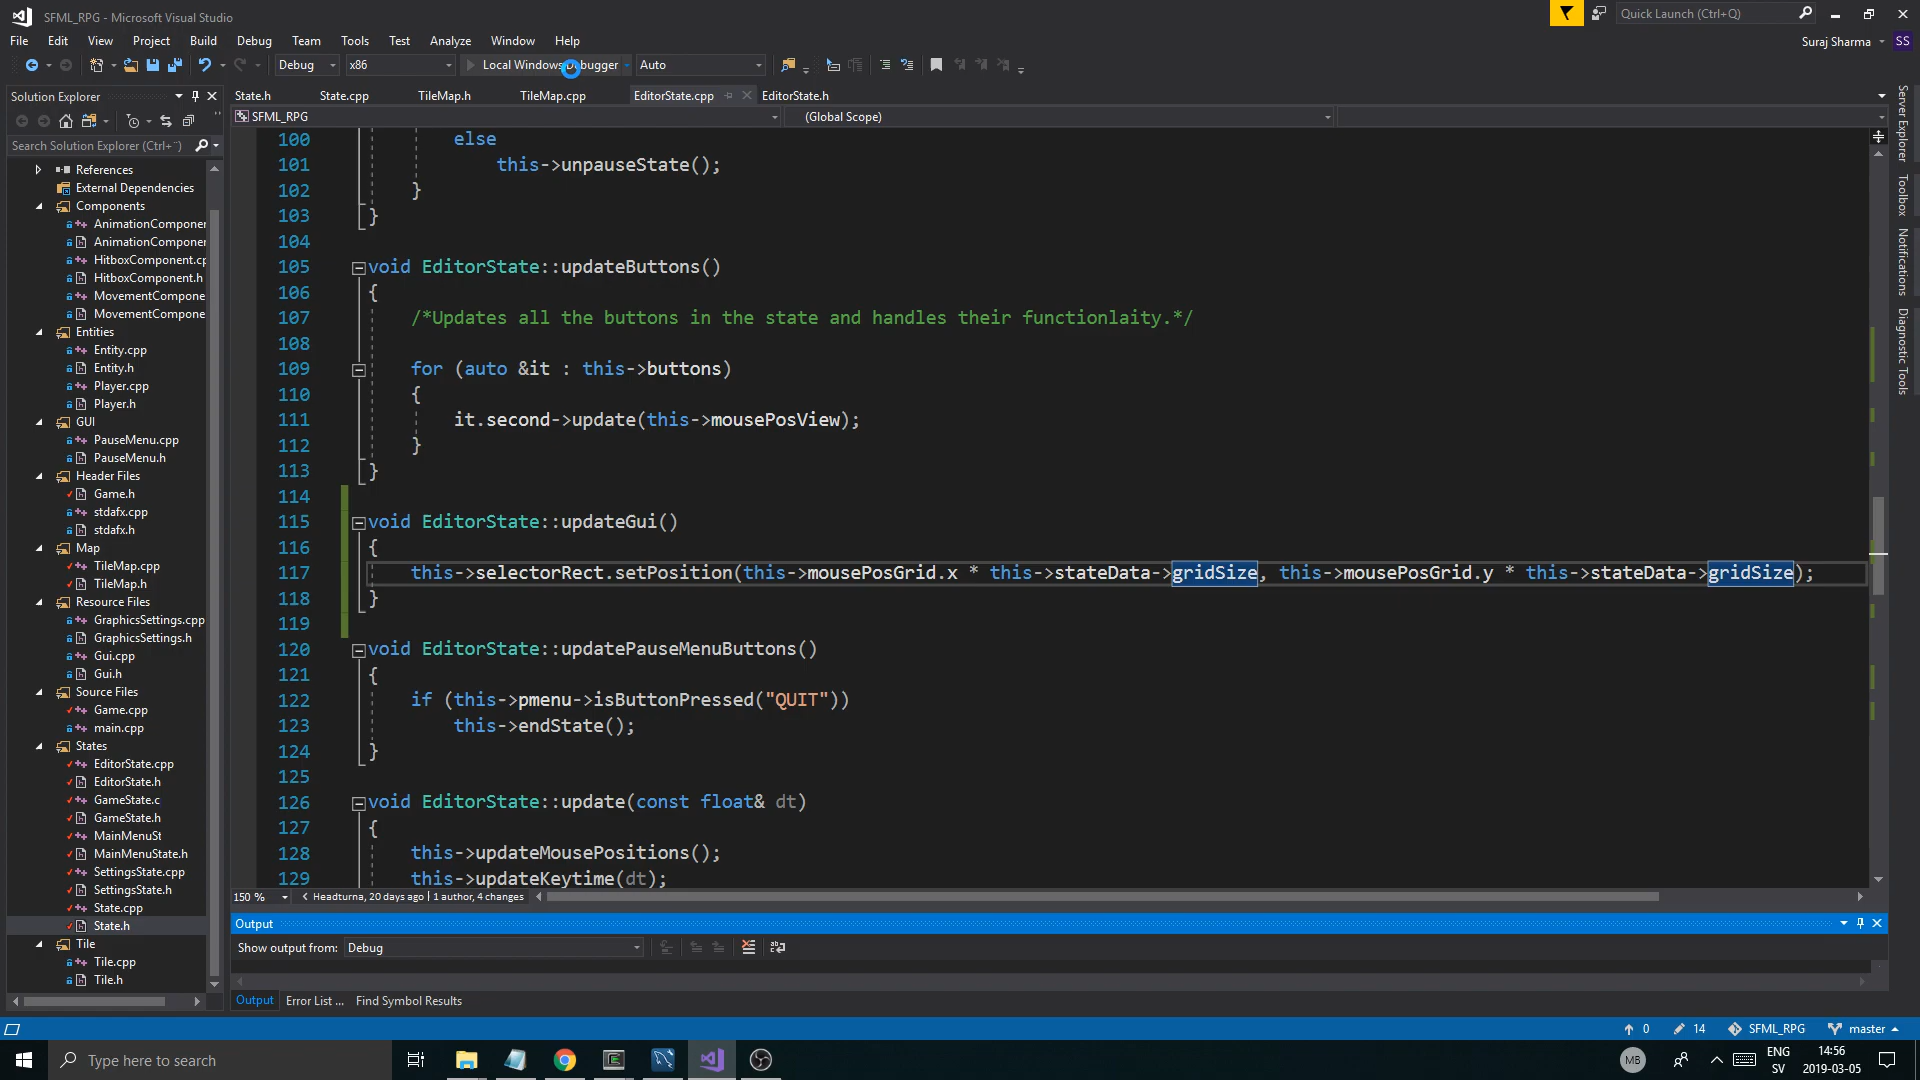 SFML_RPG - Microsoft Visual Studio
Quick Launch (Ctrl+Q)
File Edit View Project Build Debug Team Tools Test Analyze Window Help
Suraj Sharma SS
Debug x86 Local Windows Debugger Auto
Solution Explorer
State.h State.cpp TileMap.h TileMap.cpp EditorState.cpp EditorState.h
SFML_RPG (Global Scope)
Search Solution Explorer (Ctrl+¨)
References
External Dependencies
Components
AnimationComponen
AnimationComponen
HitboxComponent.cp
HitboxComponent.h
MovementCompone
MovementCompone
Entities
Entity.cpp
Entity.h
Player.cpp
Player.h
GUI
PauseMenu.cpp
PauseMenu.h
Header Files
Game.h
stdafx.cpp
stdafx.h
Map
TileMap.cpp
TileMap.h
Resource Files
GraphicsSettings.cpp
GraphicsSettings.h
Gui.cpp
Gui.h
Source Files
Game.cpp
main.cpp
States
EditorState.cpp
EditorState.h
GameState.c
GameState.h
MainMenuSt
MainMenuState.h
SettingsState.cpp
SettingsState.h
State.cpp
State.h
Tile
Tile.cpp
Tile.h
100 else
101 this->unpauseState();
102 }
103 }
104
105 void EditorState::updateButtons()
106 {
107 /*Updates all the buttons in the state and handles their functionlaity.*/
108
109 for (auto &it : this->buttons)
110 {
111 it.second->update(this->mousePosView);
112 }
113 }
114
115 void EditorState::updateGui()
116 {
117 this->selectorRect.setPosition(this->mousePosGrid.x * this->stateData->gridSize, this->mousePosGrid.y * this->stateData->gridSize);
118 }
119
120 void EditorState::updatePauseMenuButtons()
121 {
122 if (this->pmenu->isButtonPressed("QUIT"))
123 this->endState();
124 }
125
126 void EditorState::update(const float& dt)
127 {
128 this->updateMousePositions();
129 this->updateKeytime(dt);
150 % Headturna, 20 days ago | 1 author, 4 changes
Output
Show output from: Debug
Output Error List ... Find Symbol Results
Server Explorer
Toolbox
Notifications
Diagnostic Tools
0 14 SFML_RPG master
Type here to search
MB
ENG
SV
14:56
2019-03-05